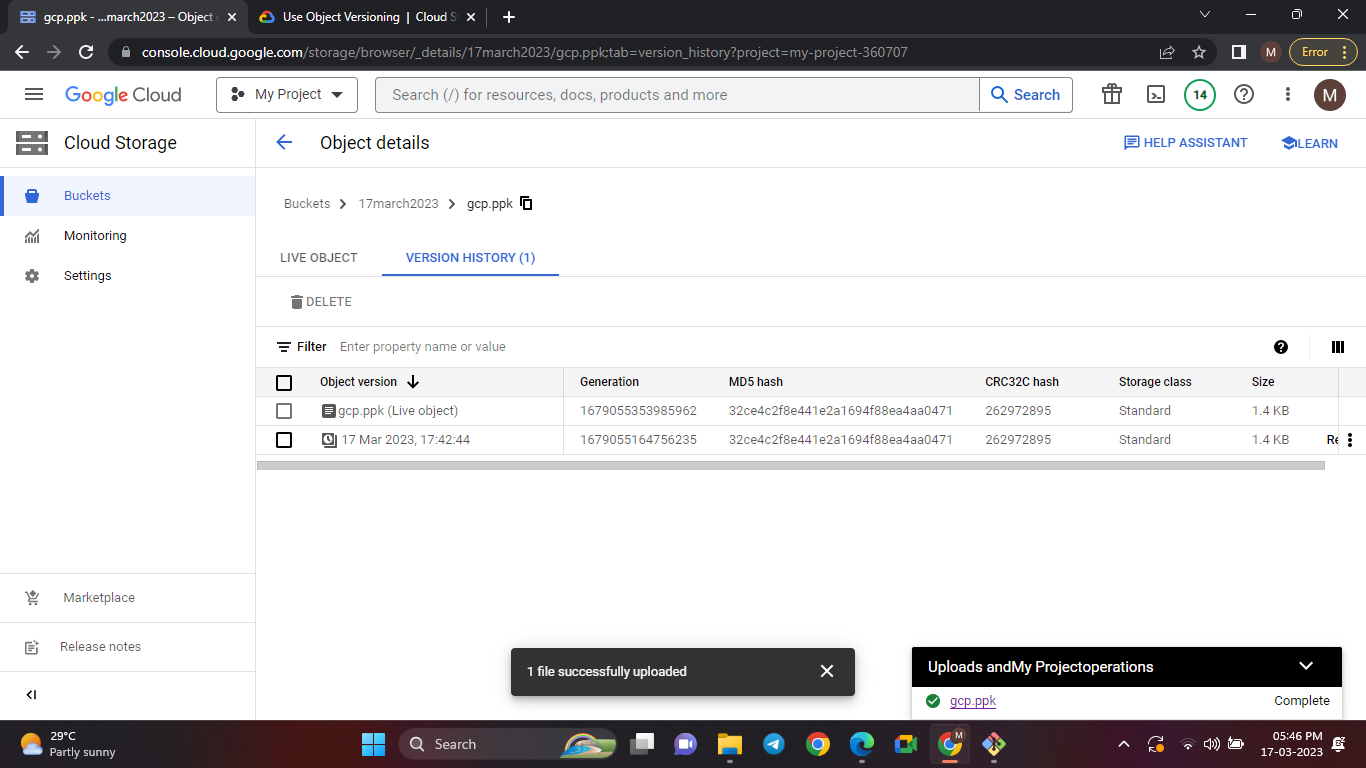 gcp.ppk - ...march2023 – Object
Use Object Versioning | Cloud S
console.cloud.google.com/storage/browser/_details/17march2023/gcp.ppk;tab=version_history?project=my-project-360707
M
Error
Google Cloud
My Project
Search (/) for resources, docs, products and more
Search
14
M
Cloud Storage
Object details
HELP ASSISTANT
LEARN
Buckets
Monitoring
Settings
Buckets > 17march2023 > gcp.ppk
LIVE OBJECT
VERSION HISTORY (1)
DELETE
Filter Enter property name or value
Object version Generation MD5 hash CRC32C hash Storage class Size
gcp.ppk (Live object) 1679055353985962 32ce4c2f8e441e2a1694f88ea4aa0471 262972895 Standard 1.4 KB
17 Mar 2023, 17:42:44 1679055164756235 32ce4c2f8e441e2a1694f88ea4aa0471 262972895 Standard 1.4 KB Re
Marketplace
Release notes
1 file successfully uploaded
Uploads andMy Projectoperations
gcp.ppk Complete
29°C
Partly sunny
Search
M
05:46 PM
17-03-2023